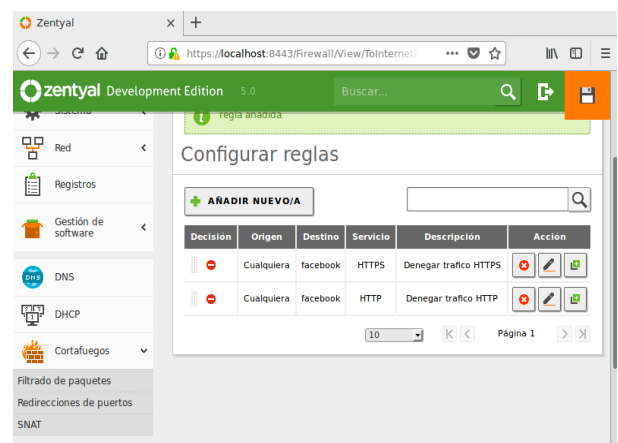 Zentyal
https://localhost:8443/Firewall/View/ToInternet
zentyal Development Edition 5.0
Buscar...
Sistema
regla añadida
Red
Configurar reglas
Registros
AÑADIR NUEVO/A
Gestión de
software
Decisión Origen Destino Servicio Descripción Acción
Cualquiera facebook HTTPS Denegar trafico HTTPS
DNS
DNS
Cualquiera facebook HTTP Denegar trafico HTTP
DHCP
10
Página 1
Cortafuegos
Filtrado de paquetes
Redirecciones de puertos
SNAT